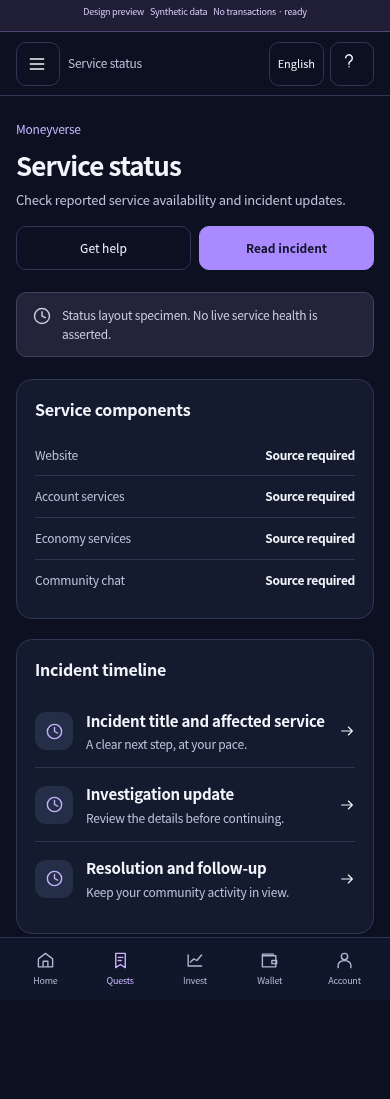 Design preview Synthetic data No transactions · ready
Service status
English
?
Moneyverse
Service status
Check reported service availability and incident updates.
Get help
Read incident
Status layout specimen. No live service health is
asserted.
Service components
Website
Source required
Account services
Source required
Economy services
Source required
Community chat
Source required
Incident timeline
Incident title and affected service
A clear next step, at your pace.
Investigation update
Review the details before continuing.
Resolution and follow-up
Keep your community activity in view.
Home
Quests
Invest
Wallet
Account